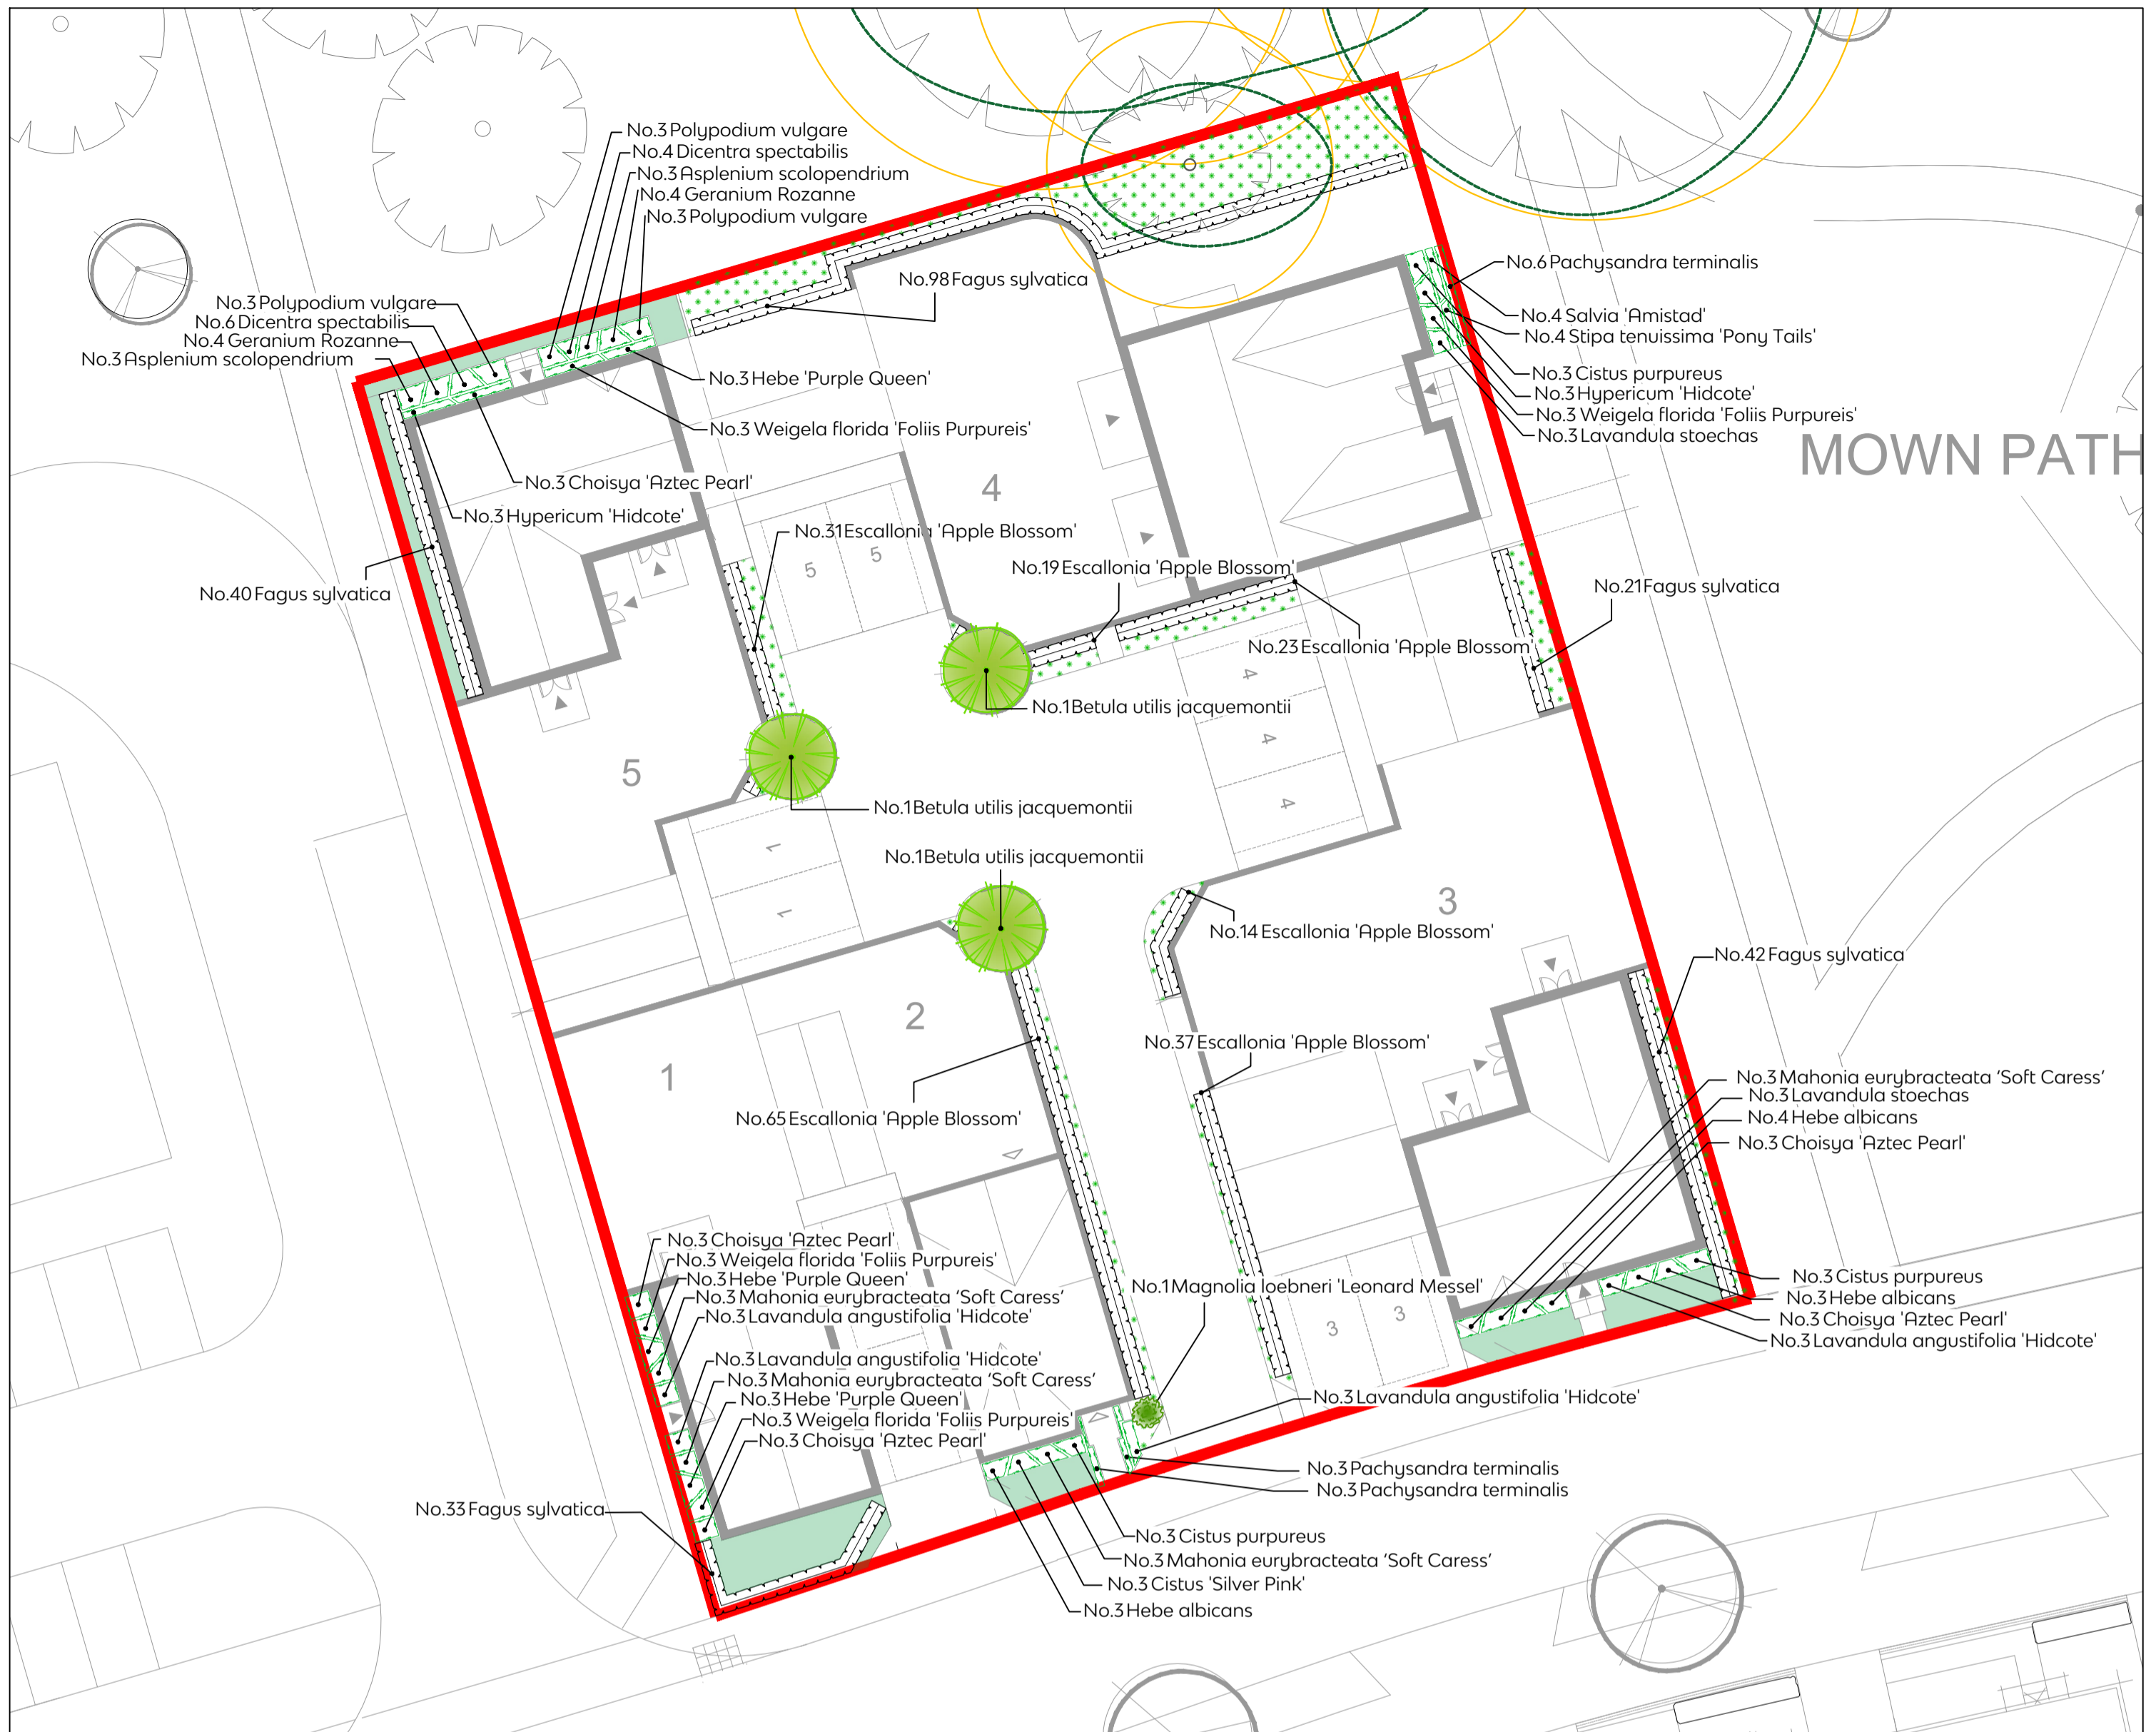 No.3 Polypodium vulgare
No.4 Dicentra spectabilis
No.3 Asplenium scolopendrium
No.4 Geranium Rozanne
No.3 Polypodium vulgare
No.98 Fagus sylvatica
No.6 Pachysandra terminalis
No.4 Salvia 'Amistad'
No.4 Stipa tenuissima 'Pony Tails'
No.3 Cistus purpureus
No.3 Hypericum 'Hidcote'
No.3 Weigela florida 'Foliis Purpureis'
No.3 Lavandula stoechas
MOWN PATH
No.3 Polypodium vulgare
No.6 Dicentra spectabilis
No.4 Geranium Rozanne
No.3 Asplenium scolopendrium
No.3 Hebe 'Purple Queen'
No.3 Weigela florida 'Foliis Purpureis'
No.3 Choisya 'Aztec Pearl'
No.3 Hypericum 'Hidcote'
4
No.31 Escallonia 'Apple Blossom'
5
5
No.19 Escallonia 'Apple Blossom'
No.40 Fagus sylvatica
No.21 Fagus sylvatica
No.23 Escallonia 'Apple Blossom'
4
No.1 Betula utilis jacquemontii
4
5
4
No.1 Betula utilis jacquemontii
1
No.1 Betula utilis jacquemontii
1
3
No.14 Escallonia 'Apple Blossom'
No.42 Fagus sylvatica
2
No.37 Escallonia 'Apple Blossom'
1
No.65 Escallonia 'Apple Blossom'
No.3 Mahonia eurybracteata ‘Soft Caress’
No.3 Lavandula stoechas
No.4 Hebe albicans
No.3 Choisya 'Aztec Pearl'
No.3 Choisya 'Aztec Pearl'
No.3 Weigela florida 'Foliis Purpureis'
No.3 Hebe 'Purple Queen'
No.3 Mahonia eurybracteata ‘Soft Caress’
No.3 Lavandula angustifolia 'Hidcote'
No.1 Magnolia loebneri 'Leonard Messel'
No.3 Cistus purpureus
No.3 Hebe albicans
No.3 Choisya 'Aztec Pearl'
No.3 Lavandula angustifolia 'Hidcote'
3
3
No.3 Lavandula angustifolia 'Hidcote'
No.3 Mahonia eurybracteata ‘Soft Caress’
No.3 Hebe 'Purple Queen'
No.3 Weigela florida 'Foliis Purpureis'
No.3 Choisya 'Aztec Pearl'
No.3 Lavandula angustifolia 'Hidcote'
No.3 Pachysandra terminalis
No.3 Pachysandra terminalis
No.33 Fagus sylvatica
No.3 Cistus purpureus
No.3 Mahonia eurybracteata ‘Soft Caress’
No.3 Cistus 'Silver Pink'
No.3 Hebe albicans